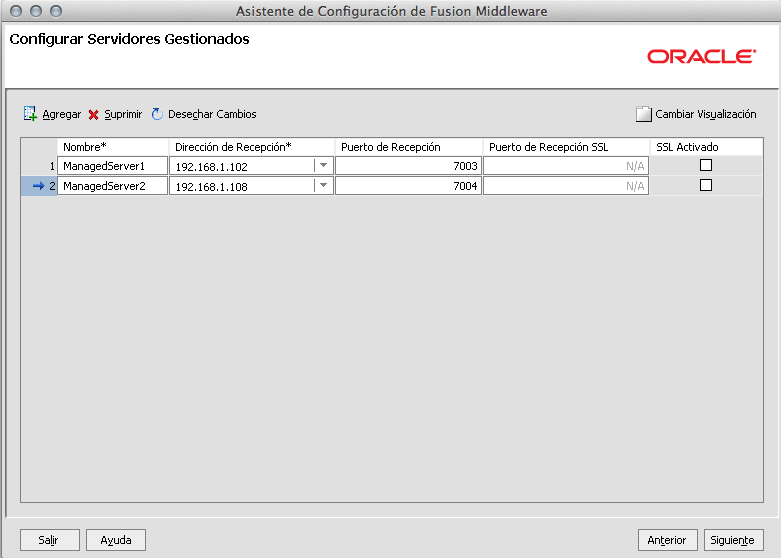 Asistente de Configuración de Fusion Middleware
Configurar Servidores Gestionados
ORACLE
Agregar Suprimir Desechar Cambios Cambiar Visualización
Nombre* Dirección de Recepción* Puerto de Recepción Puerto de Recepción SSL SSL Activado
1 ManagedServer1 192.168.1.102 7003 N/A
2 ManagedServer2 192.168.1.108 7004 N/A
Salir Ayuda Anterior Siguiente